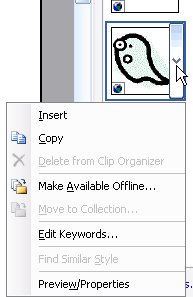 Insert
Copy
Delete from Clip Organizer
Make Available Offline...
Move to Collection...
Edit Keywords...
Find Similar Style
Preview/Properties
s.